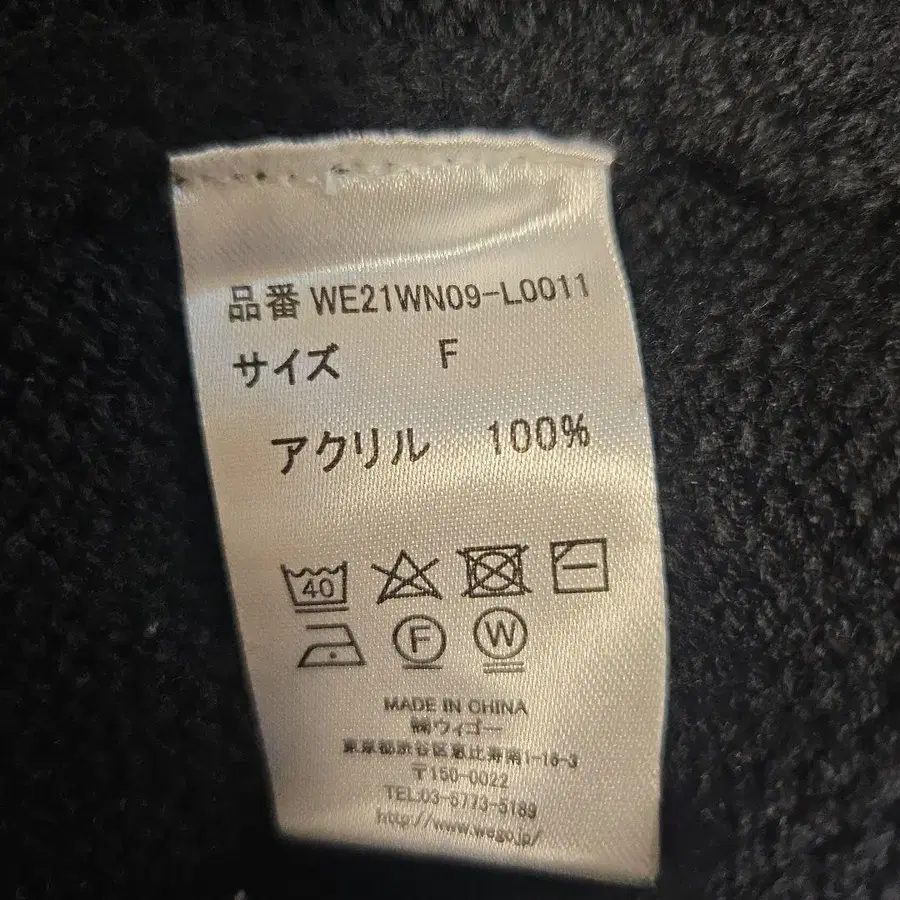 品番 WE21WN09-L0011
サイズ F
アクリル 100%
40
F W
MADE IN CHINA
㈱ウィゴー
東京都渋谷区恵比寿南1-16-3
〒150-0022
TEL:03-5773-5189
http://www.wego.jp/